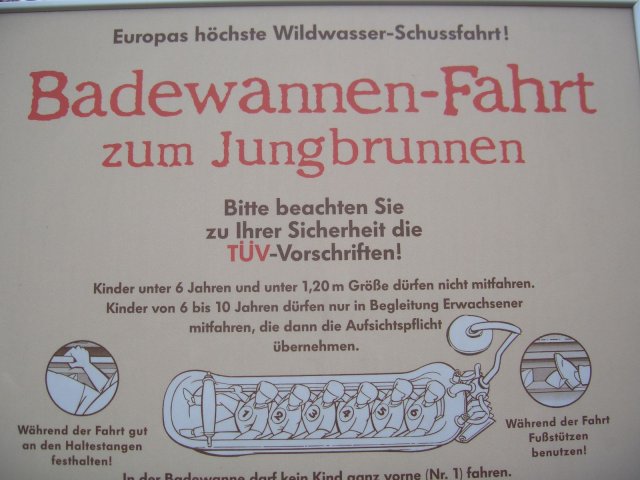 Europas höchste Wildwasser-Schussfahrt!
Badewannen-Fahrt
zum Jungbrunnen
Bitte beachten Sie
zu Ihrer Sicherheit die
TÜV-Vorschriften!
Kinder unter 6 Jahren und unter 1,20 m Größe dürfen nicht mitfahren.
Kinder von 6 bis 10 Jahren dürfen nur in Begleitung Erwachsener
mitfahren, die dann die Aufsichtspflicht
übernehmen.
Während der Fahrt gut
an den Haltestangen
festhalten!
1 2 3 4 5 6
Während der Fahrt
Fußstützen
benutzen!
In der Badewanne darf kein Kind ganz vorne (Nr. 1) fahren.